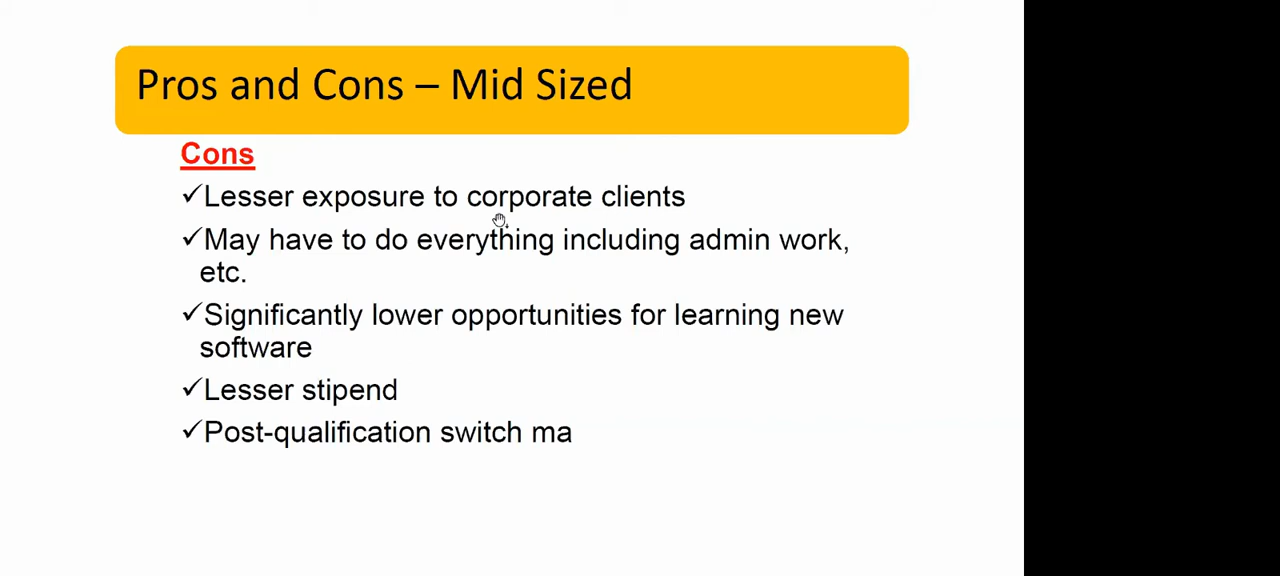 Pros and Cons – Mid Sized
Cons
✓Lesser exposure to corporate clients
✓May have to do everything including admin work,
etc.
✓Significantly lower opportunities for learning new
software
✓Lesser stipend
✓Post-qualification switch ma